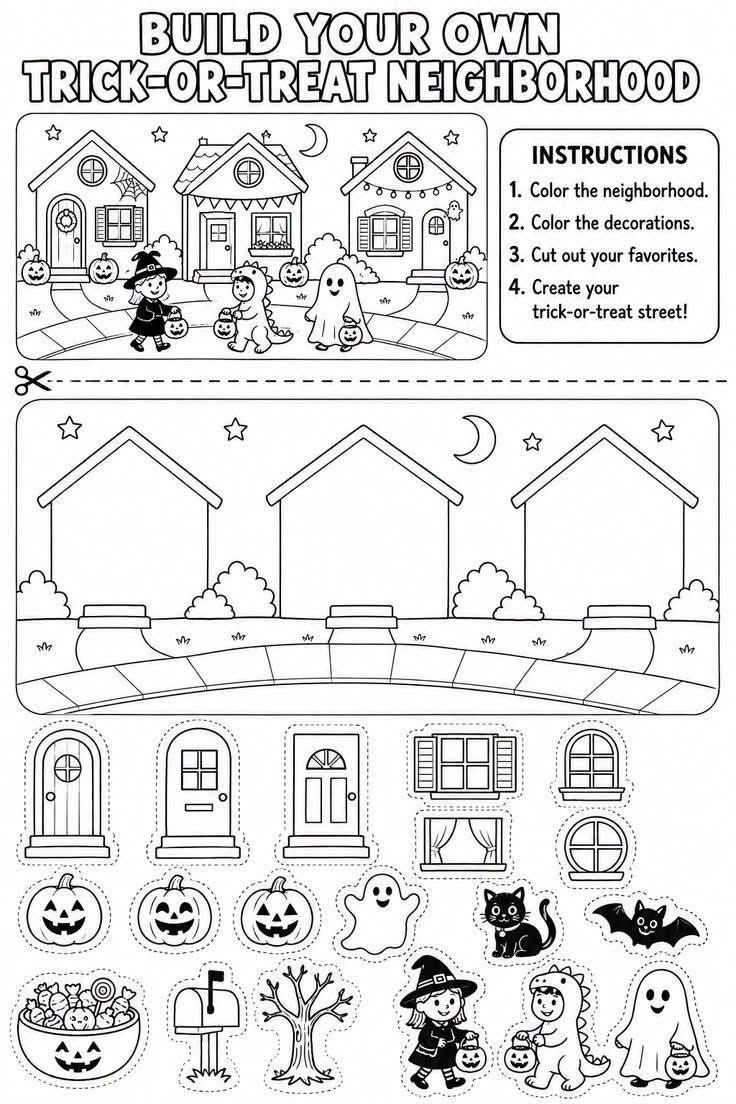 BUILD YOUR OWN
TRICK-OR-TREAT NEIGHBORHOOD
INSTRUCTIONS
1. Color the neighborhood.
2. Color the decorations.
3. Cut out your favorites.
4. Create your
trick-or-treat street!